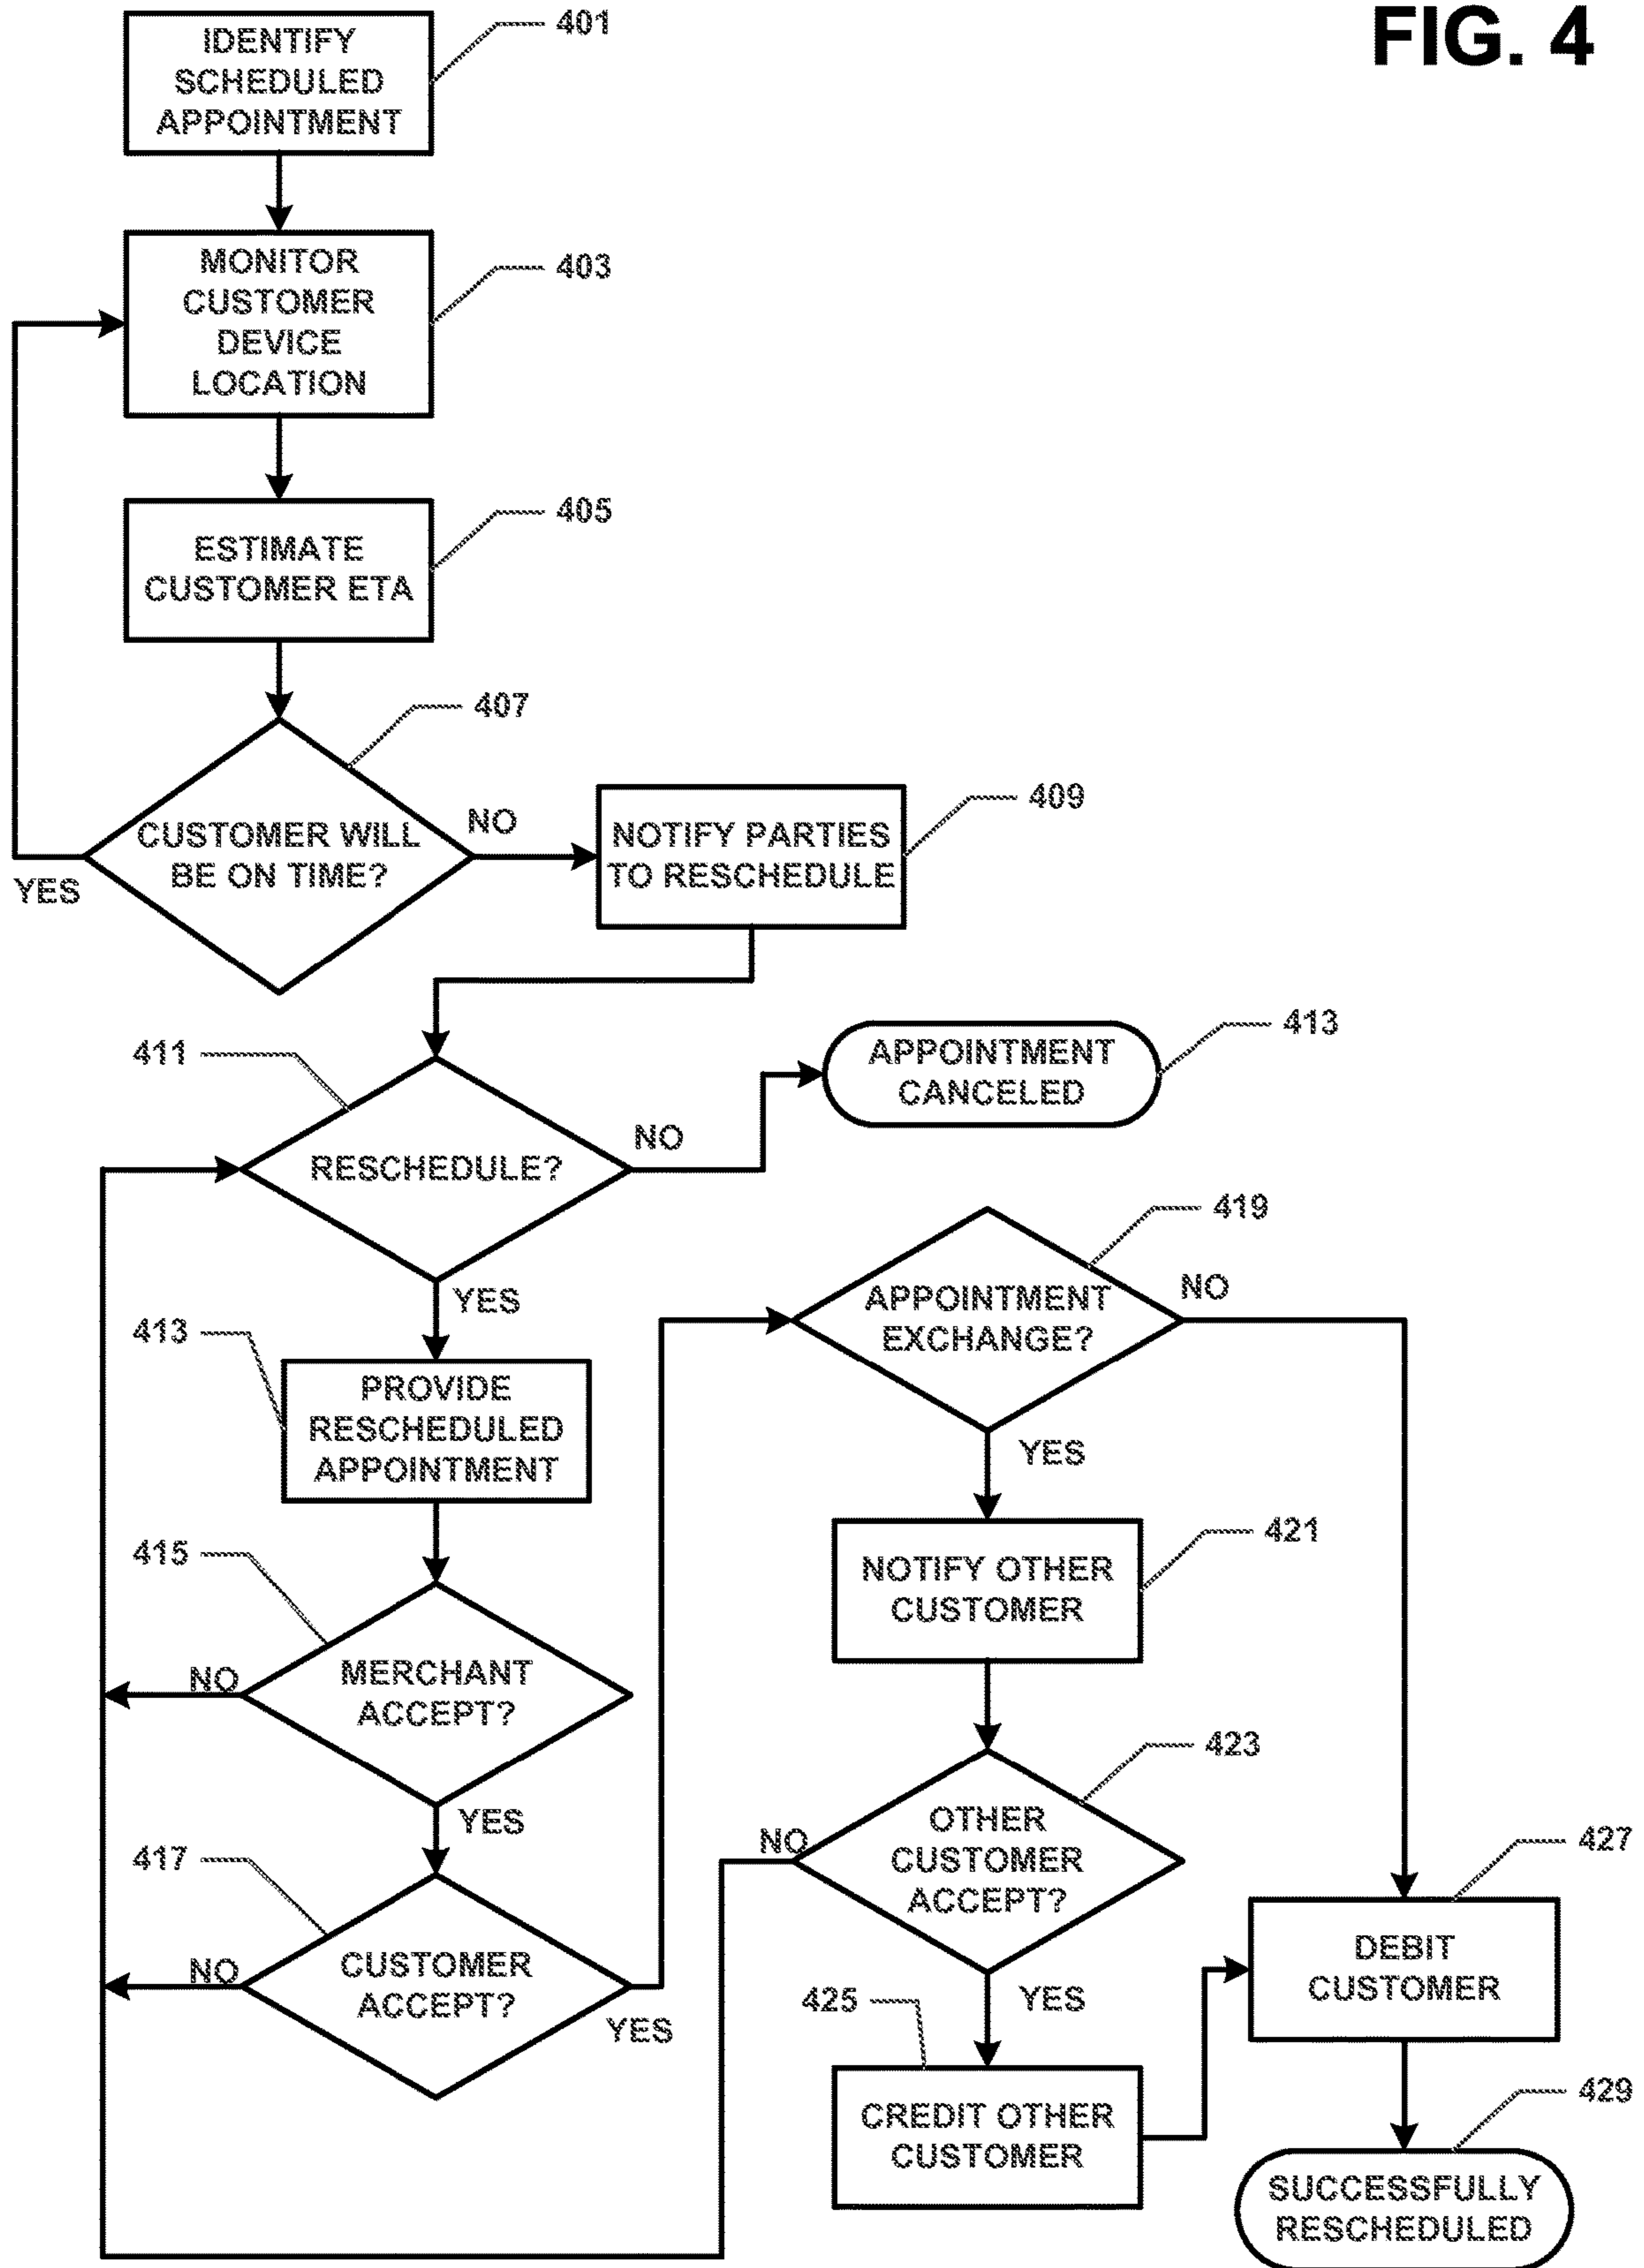 FIG. 4
IDENTIFY
SCHEDULED
APPOINTMENT
401
MONITOR
CUSTOMER
DEVICE
LOCATION
403
ESTIMATE
CUSTOMER ETA
405
407
CUSTOMER WILL
BE ON TIME?
YES
NO
NOTIFY PARTIES
TO RESCHEDULE
409
411
RESCHEDULE?
NO
APPOINTMENT
CANCELED
413
YES
413
PROVIDE
RESCHEDULED
APPOINTMENT
415
MERCHANT
ACCEPT?
NO
YES
417
CUSTOMER
ACCEPT?
NO
YES
419
APPOINTMENT
EXCHANGE?
NO
YES
NOTIFY OTHER
CUSTOMER
421
423
OTHER
CUSTOMER
ACCEPT?
NO
YES
425
CREDIT OTHER
CUSTOMER
427
DEBIT
CUSTOMER
429
SUCCESSFULLY
RESCHEDULED